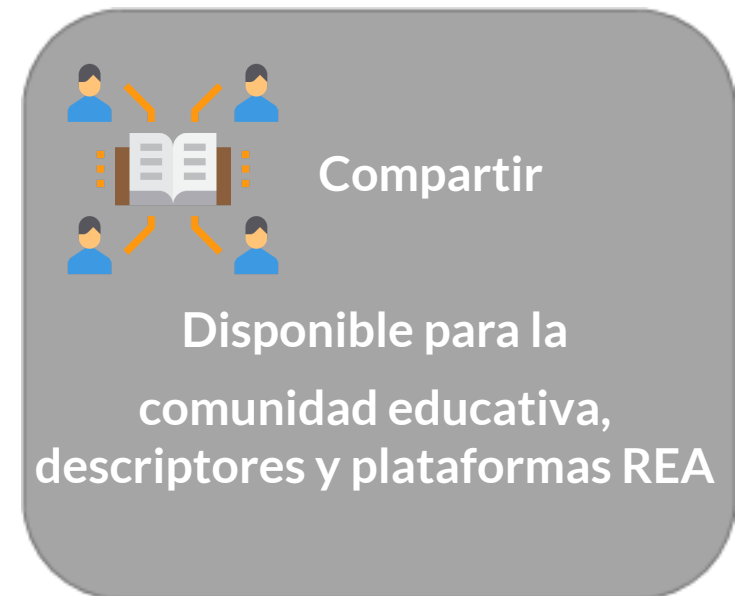 Compartir
Disponible para la
comunidad educativa,
descriptores y plataformas REA